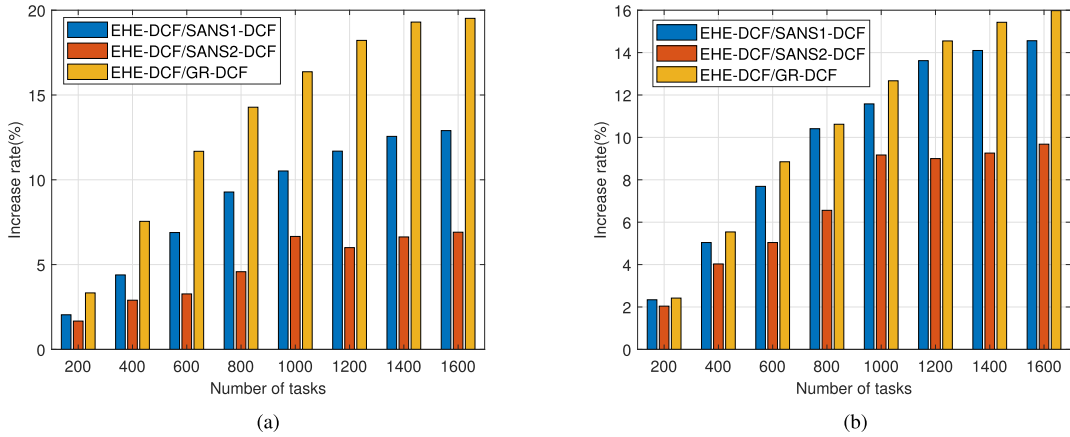 20
15
10
5
0
Increase rate(%)
EHE-DCF/SANS1-DCF
EHE-DCF/SANS2-DCF
EHE-DCF/GR-DCF
200 400 600 800 1000 1200 1400 1600
Number of tasks
(a)
16
14
12
10
8
6
4
2
0
Increase rate(%)
EHE-DCF/SANS1-DCF
EHE-DCF/SANS2-DCF
EHE-DCF/GR-DCF
200 400 600 800 1000 1200 1400 1600
Number of tasks
(b)